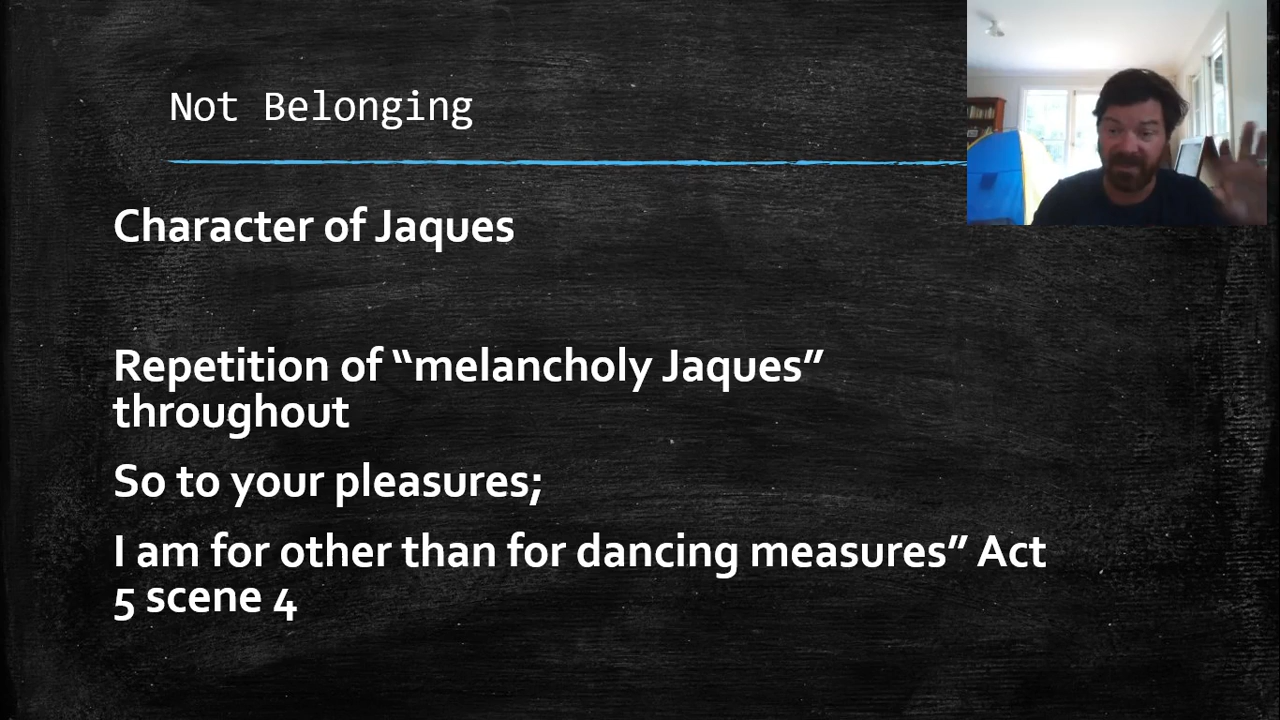 Not Belonging
Character of Jaques
Repetition of “melancholy Jaques”
throughout
So to your pleasures;
I am for other than for dancing measures” Act
5 scene 4